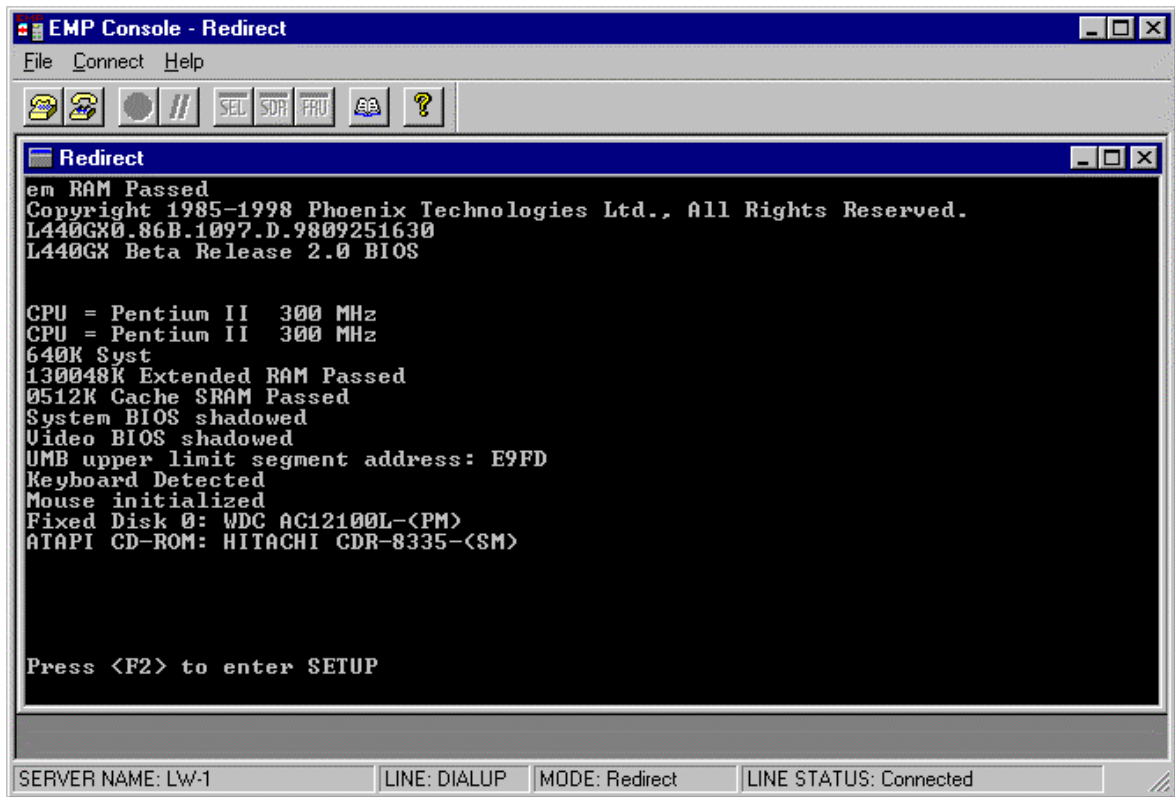 EMP Console - Redirect
File Connect Help
SEL SDR FRU
Redirect
em RAM Passed
Copyright 1985-1998 Phoenix Technologies Ltd., All Rights Reserved.
L440GX0.86B.1097.D.9809251630
L440GX Beta Release 2.0 BIOS
CPU = Pentium II 300 MHz
CPU = Pentium II 300 MHz
640K Syst
130048K Extended RAM Passed
0512K Cache SRAM Passed
System BIOS shadowed
Video BIOS shadowed
UMB upper limit segment address: E9FD
Keyboard Detected
Mouse initialized
Fixed Disk 0: WDC AC12100L-<PM>
ATAPI CD-ROM: HITACHI CDR-8335-<SM>
Press <F2> to enter SETUP
SERVER NAME: LW-1 LINE: DIALUP MODE: Redirect LINE STATUS: Connected